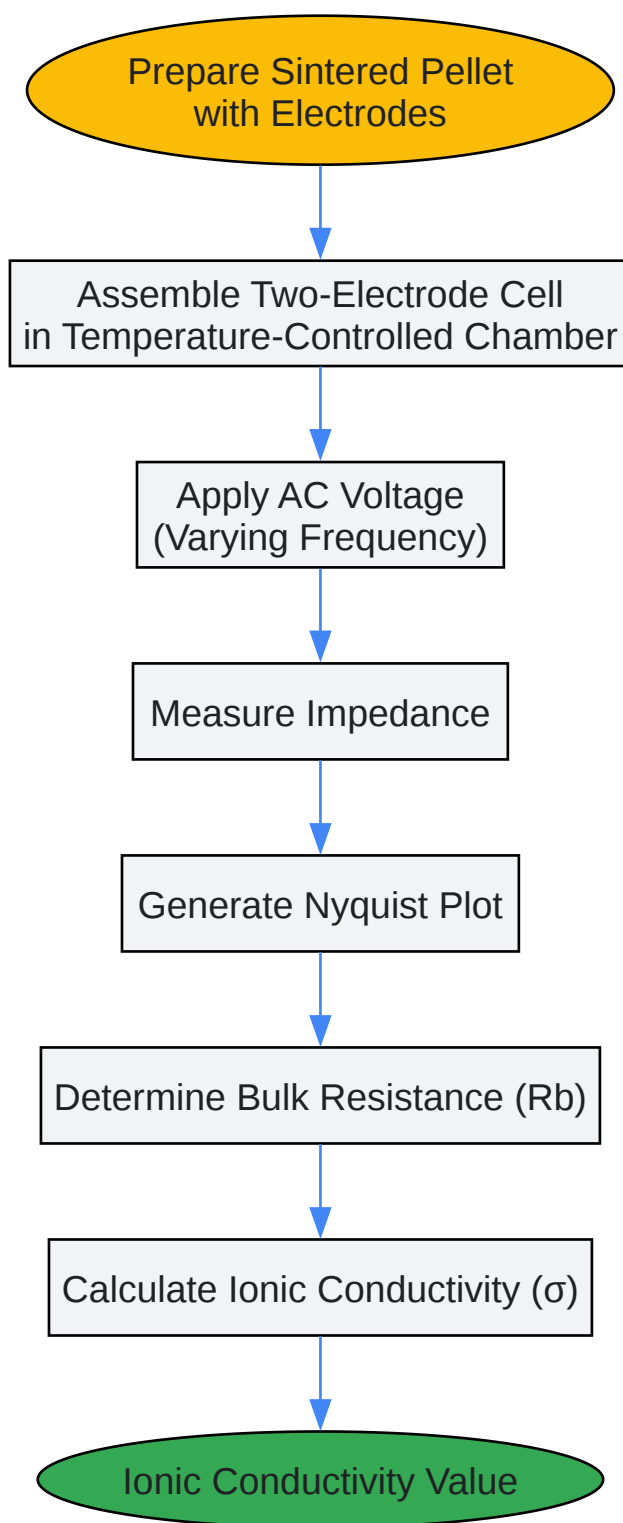 Prepare Sintered Pellet
with Electrodes
Assemble Two-Electrode Cell
in Temperature-Controlled Chamber
Apply AC Voltage
(Varying Frequency)
Measure Impedance
Generate Nyquist Plot
Determine Bulk Resistance (Rb)
Calculate Ionic Conductivity (σ)
Ionic Conductivity Value